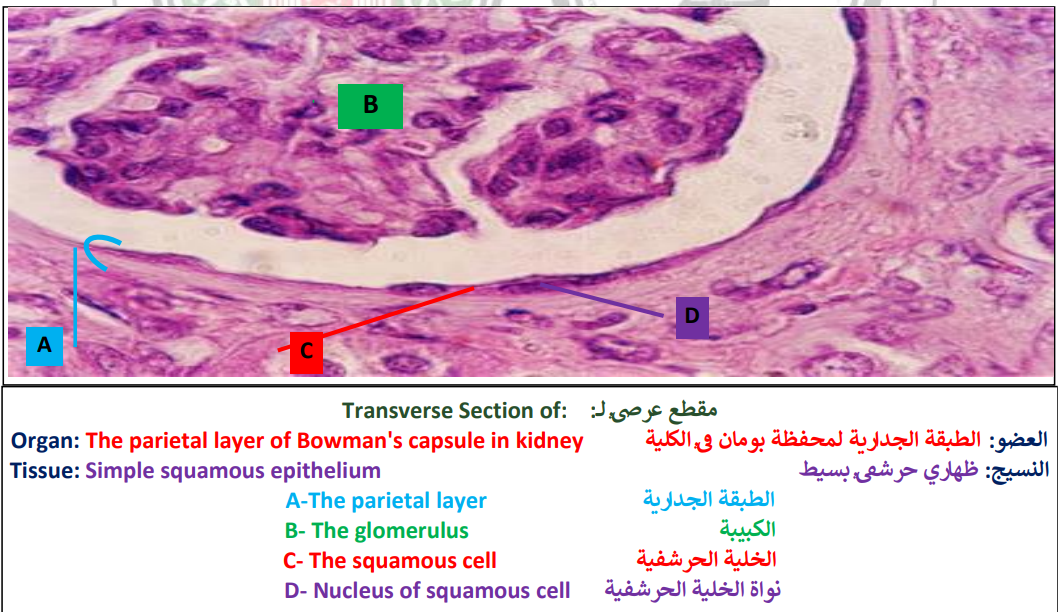 B
A
C
D
Transverse Section of: مقطع عرضي لـ:
Organ: The parietal layer of Bowman's capsule in kidney العضو: الطبقة الجدارية لمحفظة بومان في الكلية
Tissue: Simple squamous epithelium النسيج: ظهاري حرشفي بسيط
A-The parietal layer الطبقة الجدارية
B- The glomerulus الكبيبة
C- The squamous cell الخلية الحرشفية
D- Nucleus of squamous cell نواة الخلية الحرشفية